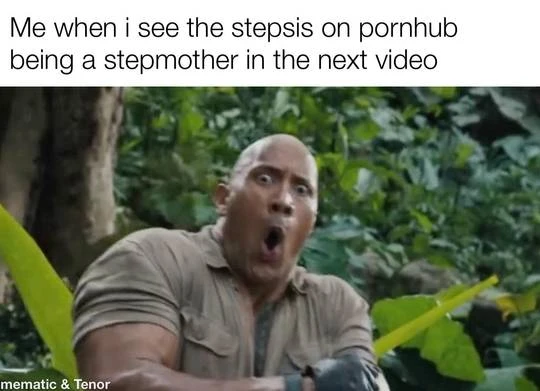 Me when i see the stepsis on pornhub
being a stepmother in the next video
mematic & Tenor